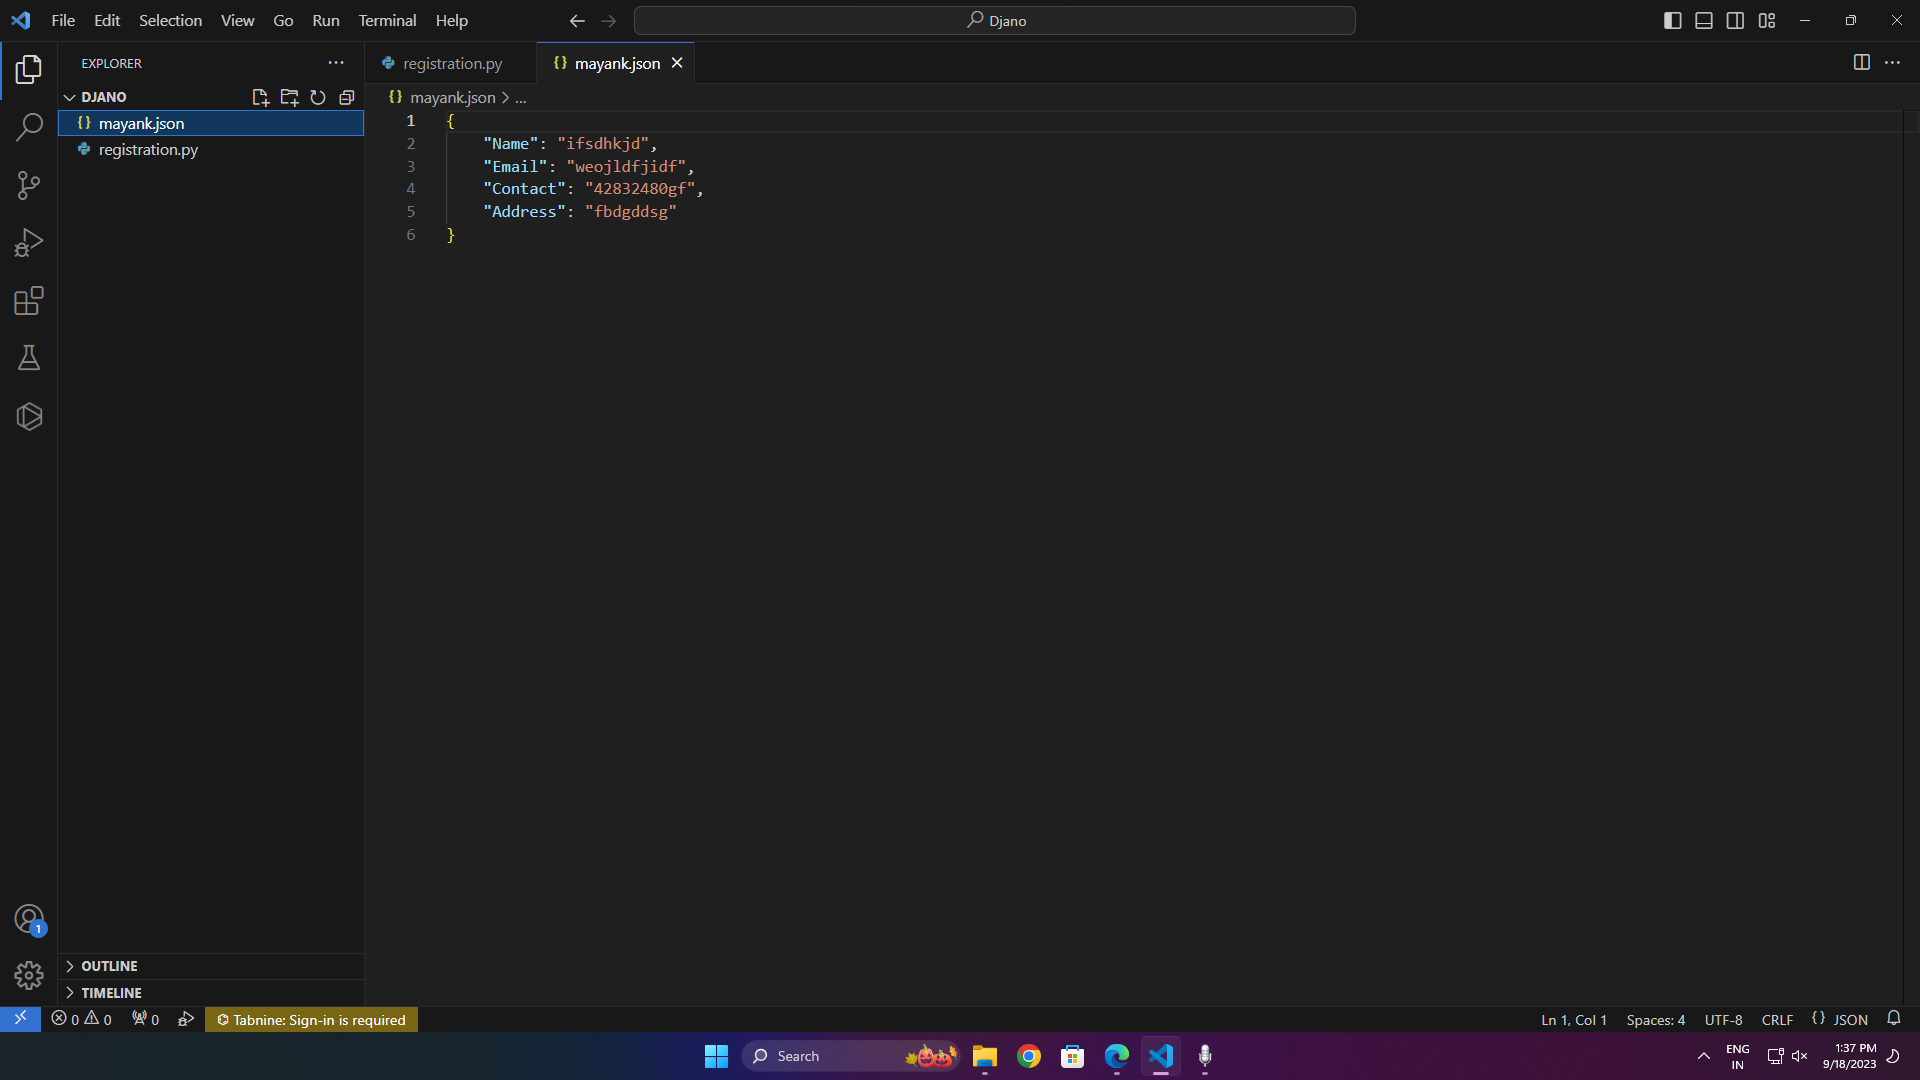 File Edit Selection View Go Run Terminal Help
Djano
EXPLORER
registration.py
mayank.json
DJANO
mayank.json > ...
mayank.json
registration.py
1 {
2 "Name": "ifsdhkjd",
3 "Email": "weojldfjidf",
4 "Contact": "42832480gf",
5 "Address": "fbdgddsg"
6 }
1
OUTLINE
TIMELINE
0 0 0 Tabnine: Sign-in is required
Ln 1, Col 1 Spaces: 4 UTF-8 CRLF {} JSON
Search
ENG
IN
1:37 PM
9/18/2023